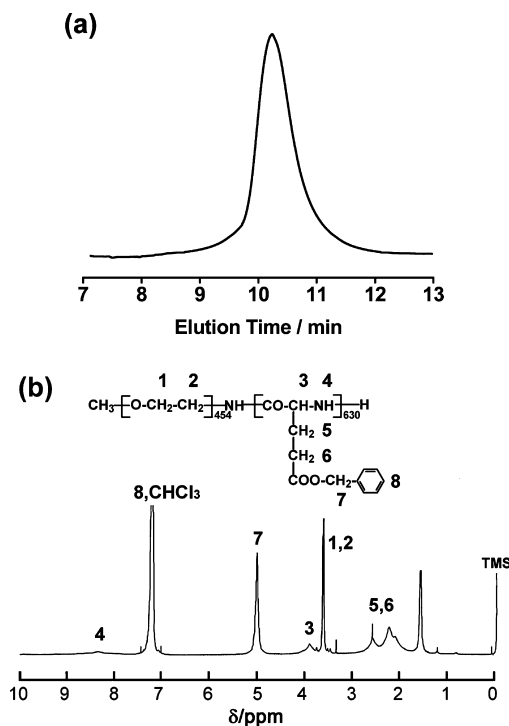 (a)
7 8 9 10 11 12 13
Elution Time / min
(b)
1 2 3 4
CH₃-[O-CH₂-CH₂]₄₅₄-NH-[CO-CH-NH]₆₃₀-H
CH₂ 5
CH₂ 6
COO-CH₂- 8
7
8,CHCl₃
7
1,2
TMS
5,6
3
4
10 9 8 7 6 5 4 3 2 1 0
δ/ppm